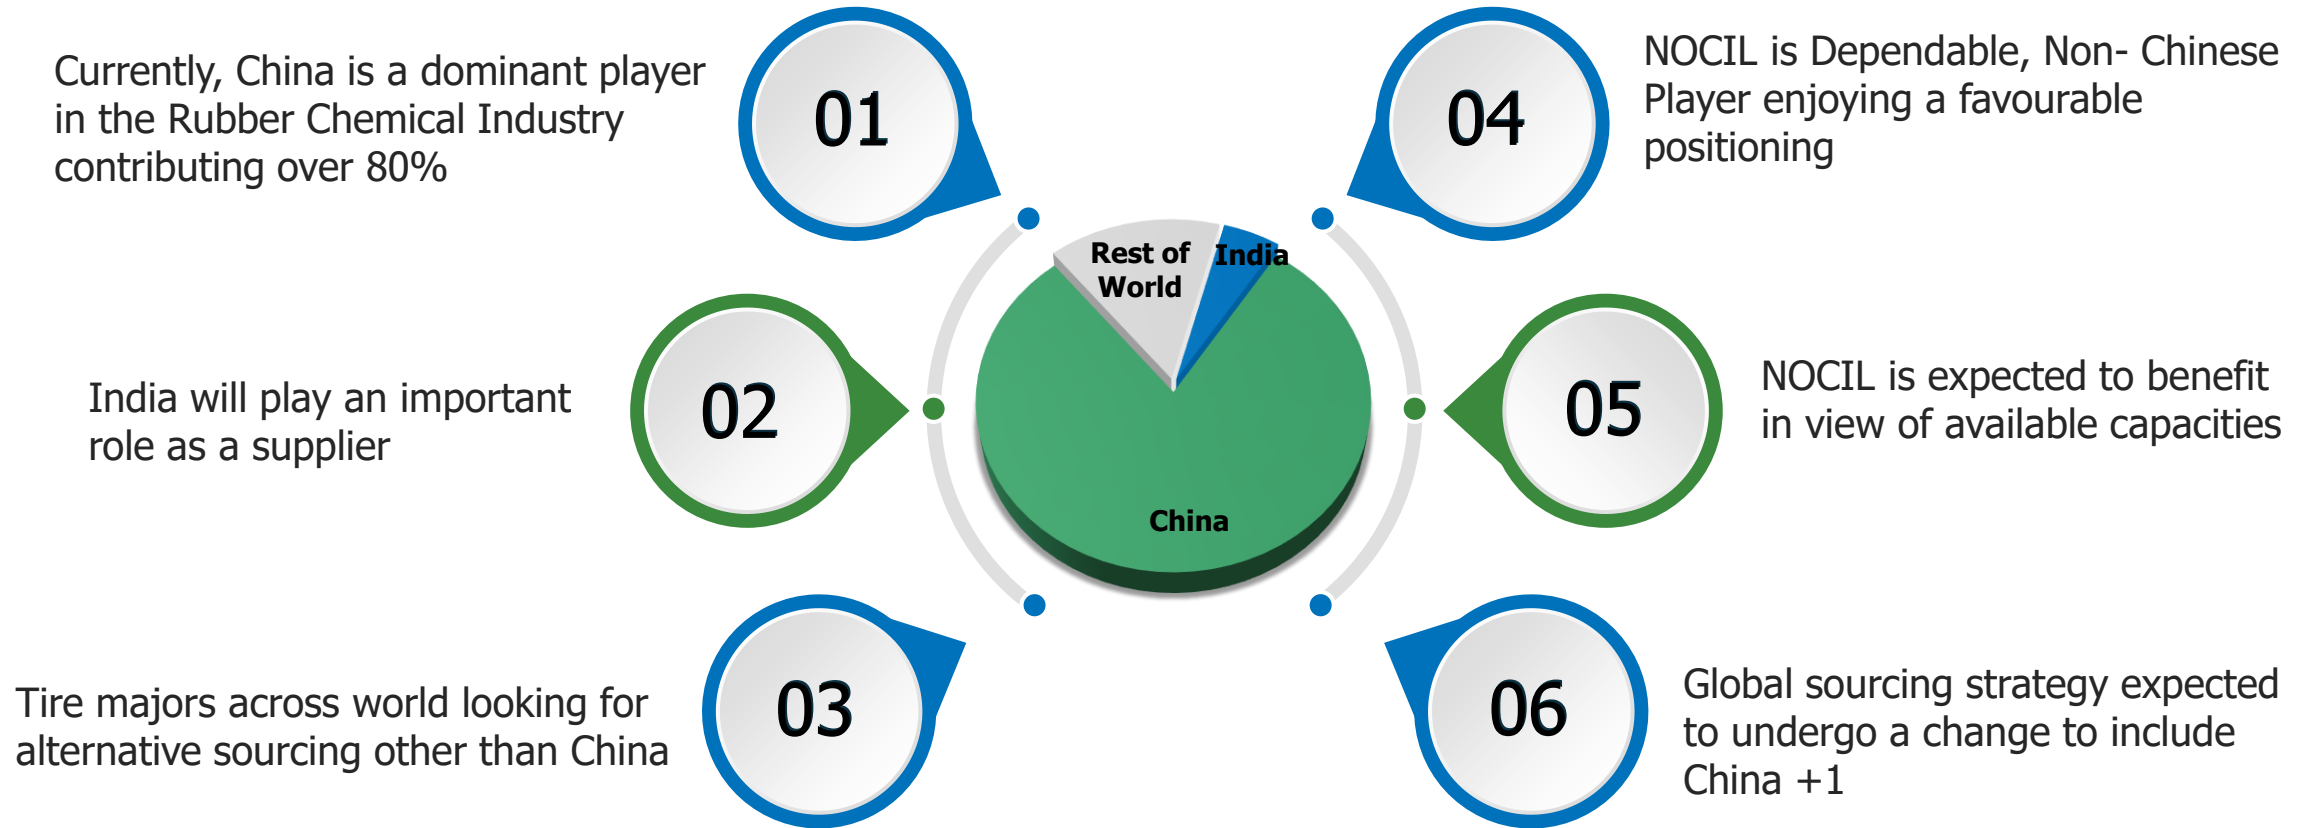 01
Currently, China is a dominant player
in the Rubber Chemical Industry
contributing over 80%
02
India will play an important
role as a supplier
03
Tire majors across world looking for
alternative sourcing other than China
Rest of
World
India
China
04
NOCIL is Dependable, Non- Chinese
Player enjoying a favourable
positioning
05
NOCIL is expected to benefit
in view of available capacities
06
Global sourcing strategy expected
to undergo a change to include
China +1